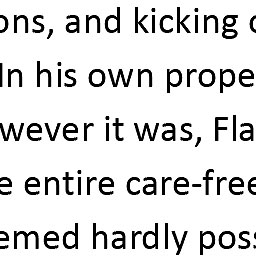 ons, and kicking
In his own prope
wever it was, Fla
e entire care-free
emed hardly poss